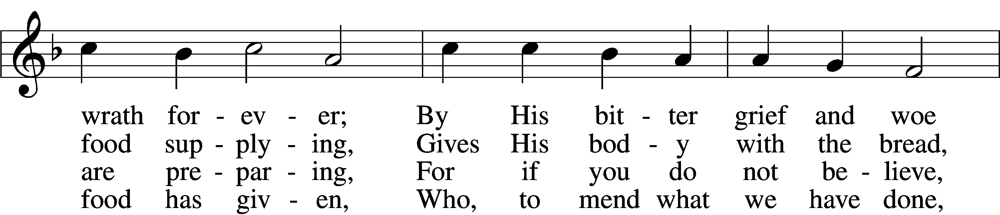 wrath for - ev - er; By His bit - ter grief and woe
food sup - ply - ing, Gives His bod - y with the bread,
are pre - par - ing, For if you do not be - lieve,
food has giv - en, Who, to mend what we have done,